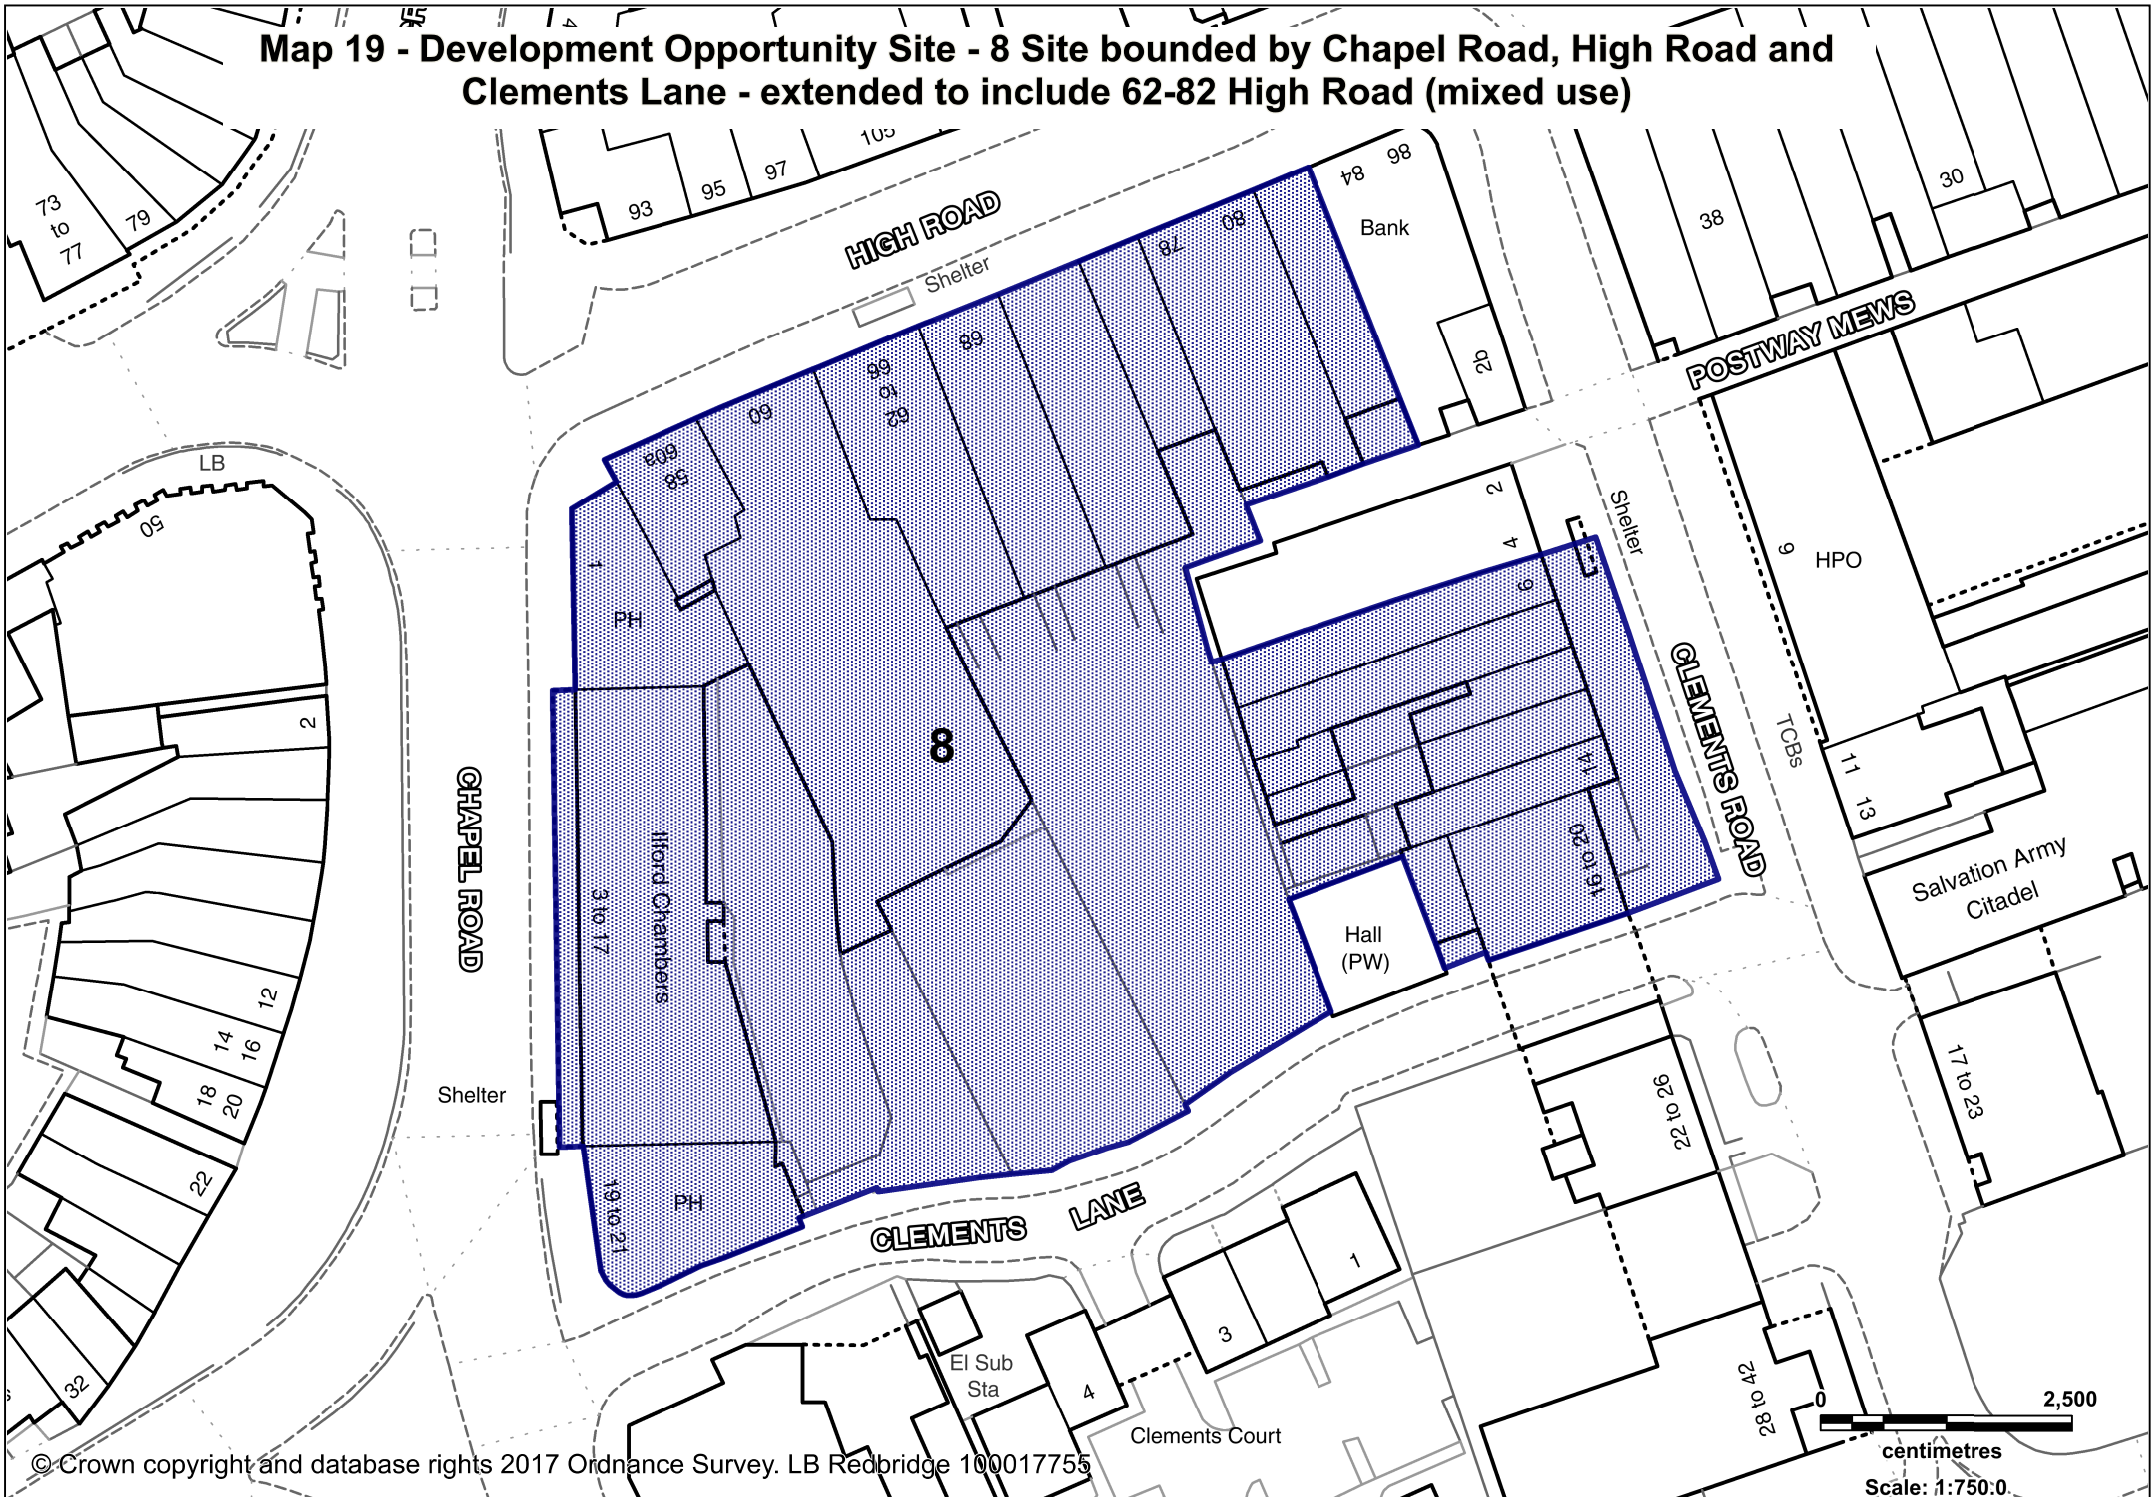 Map 19 - Development Opportunity Site - 8 Site bounded by Chapel Road, High Road and
Clements Lane - extended to include 62-82 High Road (mixed use)
73
to
77
79
93
95
97
105
HIGH ROAD
Shelter
84
86
Bank
2b
38
30
POSTWAY MEWS
80
78
68
66
to
62
60
60a
58
LB
50
1
PH
2
4
6
Shelter
9
HPO
2
8
CHAPEL ROAD
3 to 17
Ilford Chambers
14
16 to 20
CLEMENTS ROAD
TCBs
11
13
Salvation Army
Citadel
Hall
(PW)
12
14
16
18
20
22
32
Shelter
19 to 21
PH
CLEMENTS LANE
22 to 26
17 to 23
1
3
4
El Sub
Sta
Clements Court
28 to 42
0
2,500
centimetres
Scale: 1:750:0
© Crown copyright and database rights 2017 Ordnance Survey. LB Redbridge 100017755